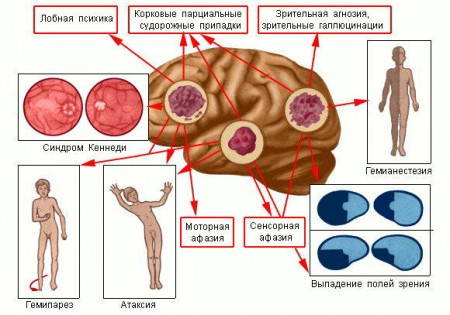 Лобная психика
Корковые парциальные
судорожные припадки
Зрительная агнозия,
зрительные галлюцинации
Синдром Кеннеди
Гемианестезия
Моторная
афазия
Сенсорная
афазия
Гемипарез
Атаксия
Выпадение полей зрения